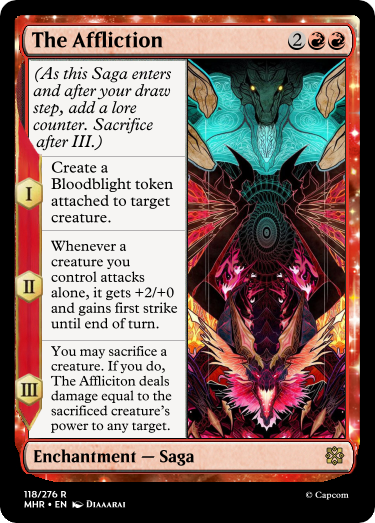 The Affliction 2
(As this Saga enters
and after your draw
step, add a lore
counter. Sacrifice
after III.)
I
Create a
Bloodblight token
attached to target
creature.
II
Whenever a
creature you
control attacks
alone, it gets +2/+0
and gains first strike
until end of turn.
III
You may sacrifice a
creature. If you do,
The Affliciton deals
damage equal to the
sacrificed creature's
power to any target.
Enchantment — Saga
118/276 R
MHR • EN DIAARAI
© Capcom